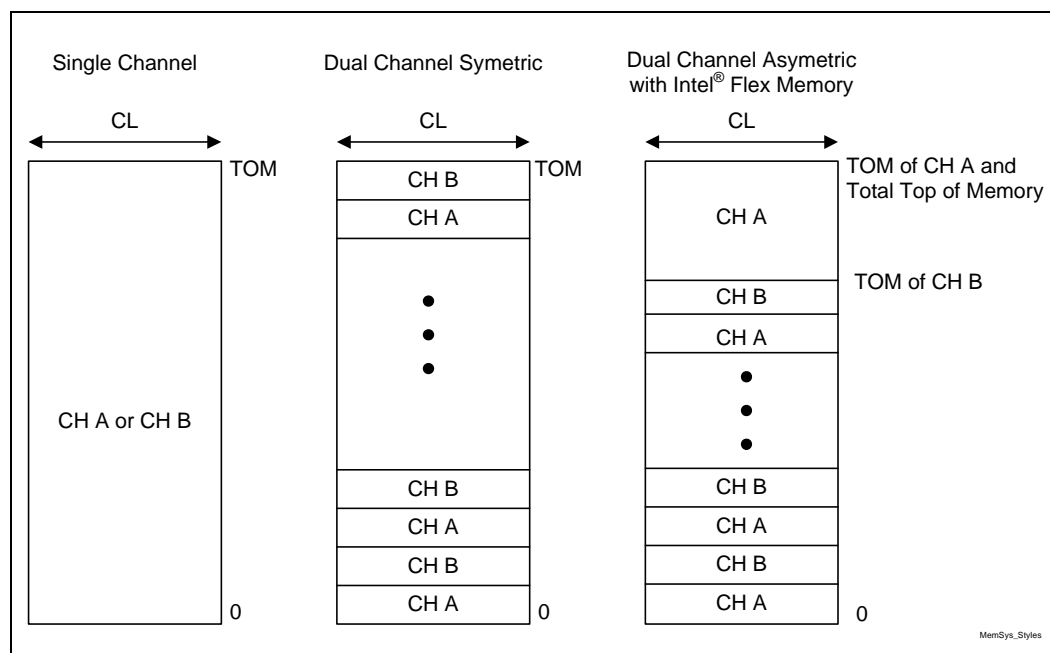 Single Channel
CL
TOM
CH A or CH B
0
Dual Channel Symetric
CL
TOM
CH B
CH A
CH B
CH A
CH B
CH A
0
Dual Channel Asymetric
with Intel® Flex Memory
CL
TOM of CH A and
Total Top of Memory
CH A
TOM of CH B
CH B
CH A
CH B
CH A
CH B
CH A
0
MemSys_Styles